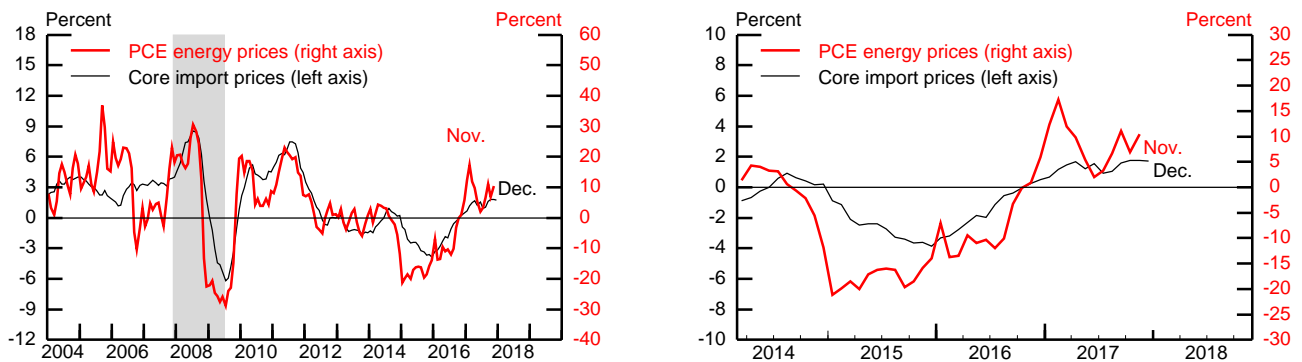 Percent Percent
18 60
PCE energy prices (right axis)
15 50
Core import prices (left axis)
12 40
9 30
Nov.
6 20
3 10
Dec.
0 0
-3 -10
-6 -20
-9 -30
-12 -40
2004 2006 2008 2010 2012 2014 2016 2018
Percent Percent
10 30
PCE energy prices (right axis)
8 25
Core import prices (left axis)
20
6
15
4
10
Nov.
2 5
Dec.
0 0
-5
-2
-10
-4
-15
-6 -20
-8 -25
-10 -30
2014 2015 2016 2017 2018